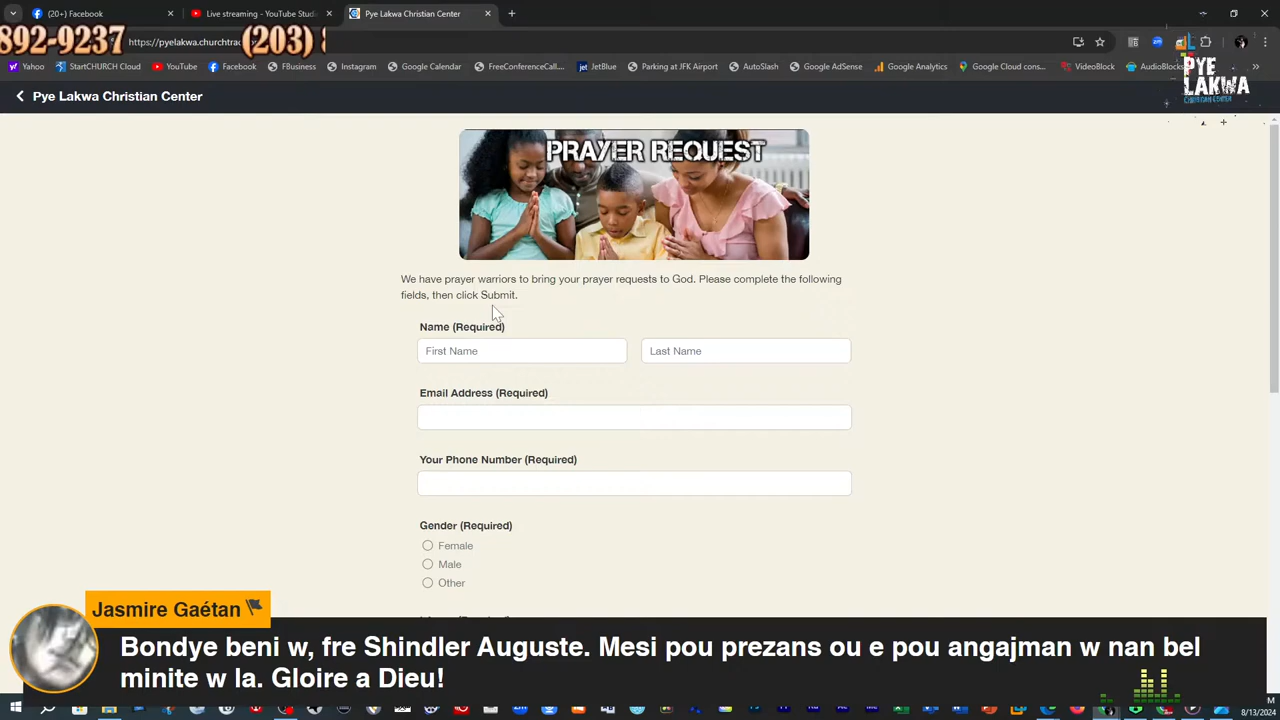 (20+) Facebook
Live streaming - YouTube Studi
Pye Lakwa Christian Center
892-9237 (203)
https://pyelakwa.churchtrac
Yahoo
StartCHURCH Cloud
YouTube
Facebook
FBusiness
Instagram
Google Calendar
FreeConferenceCall...
JetBlue
Parking at JFK Airport
AutoSlash
Google AdSense
Google Analytics
Google Cloud cons...
VideoBlock
AudioBlocks
PYE
LAKWA
CHRISTIAN CENTER
Pye Lakwa Christian Center
PRAYER REQUEST
We have prayer warriors to bring your prayer requests to God. Please complete the following
fields, then click Submit.
Name (Required)
First Name
Last Name
Email Address (Required)
Your Phone Number (Required)
Gender (Required)
Female
Male
Other
Jasmire Gaétan
Bondye beni w, fre Shindler Auguste. Mesi pou prezans ou e pou angajman w nan bel
minite w la. Gloire a Dieu!
8/13/2024